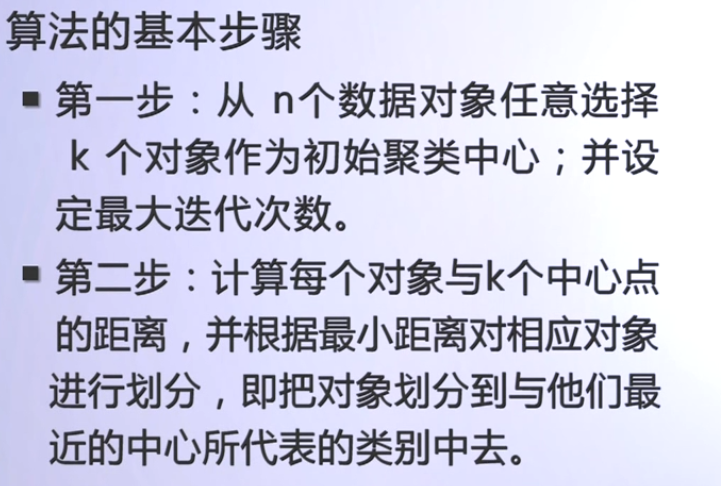 算法的基本步骤
■ 第一步：从 n个数据对象任意选择
k 个对象作为初始聚类中心；并设
定最大迭代次数。
■ 第二步：计算每个对象与k个中心点
的距离，并根据最小距离对相应对象
进行划分，即把对象划分到与他们最
近的中心所代表的类别中去。